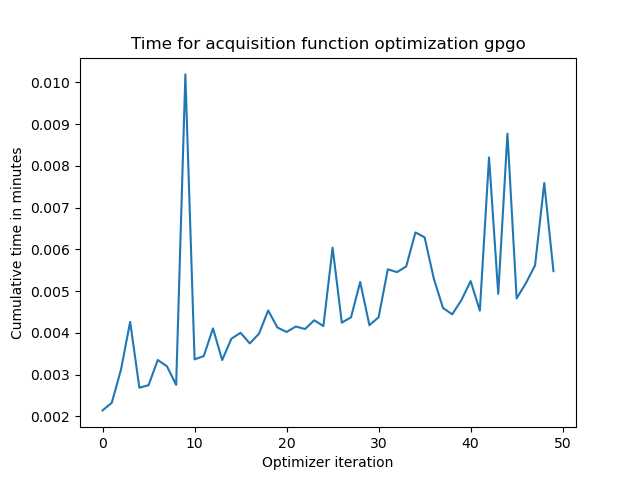 Time for acquisition function optimization gpgo
Cumulative time in minutes
0.010
0.009
0.008
0.007
0.006
0.005
0.004
0.003
0.002
0 10 20 30 40 50
Optimizer iteration